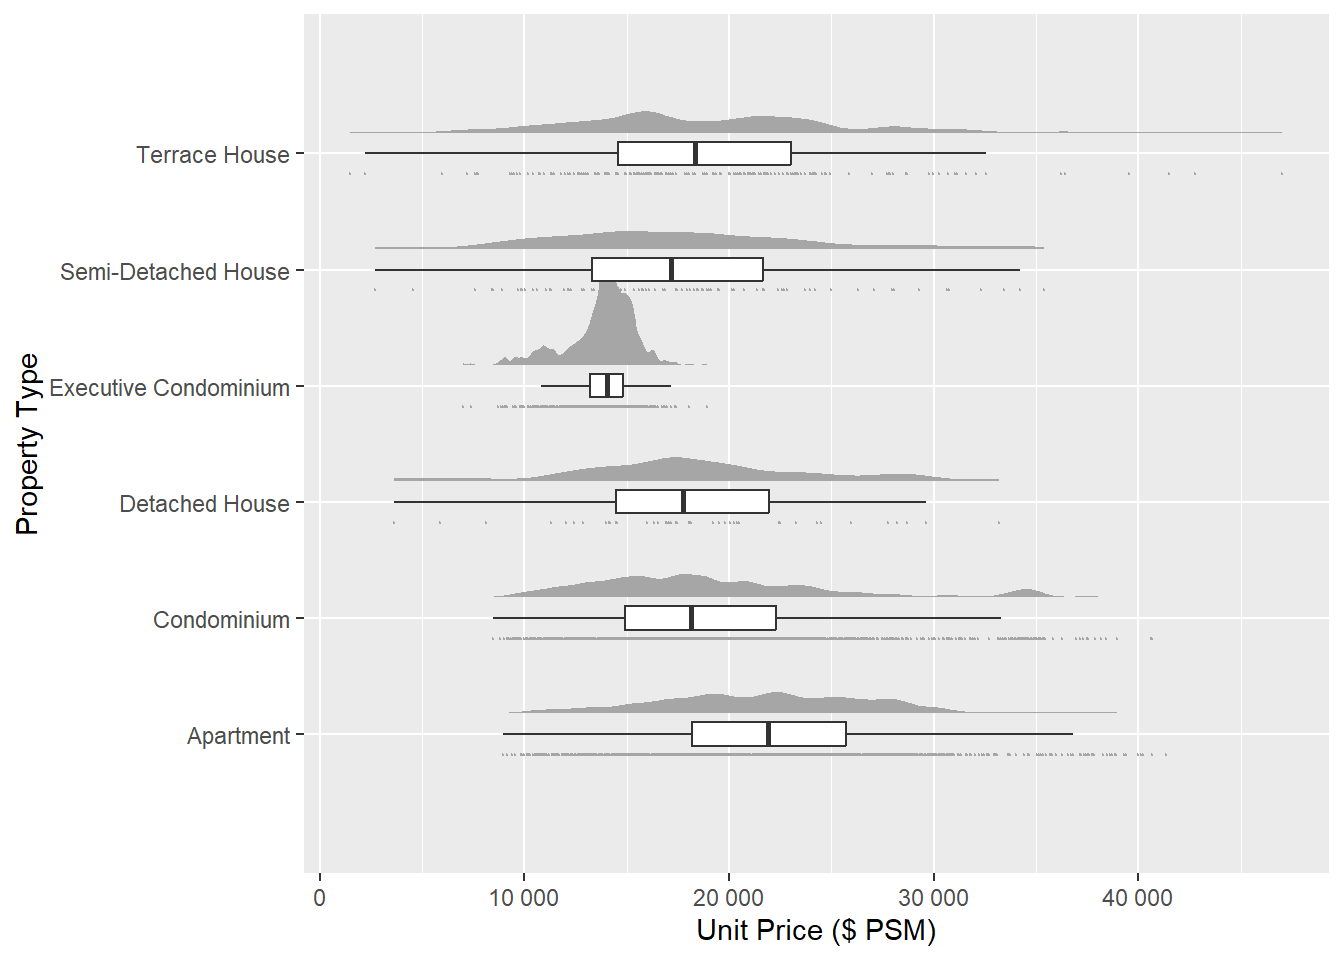 Property Type
Terrace House
Semi-Detached House
Executive Condominium
Detached House
Condominium
Apartment
0
10 000
20 000
30 000
40 000
Unit Price ($ PSM)